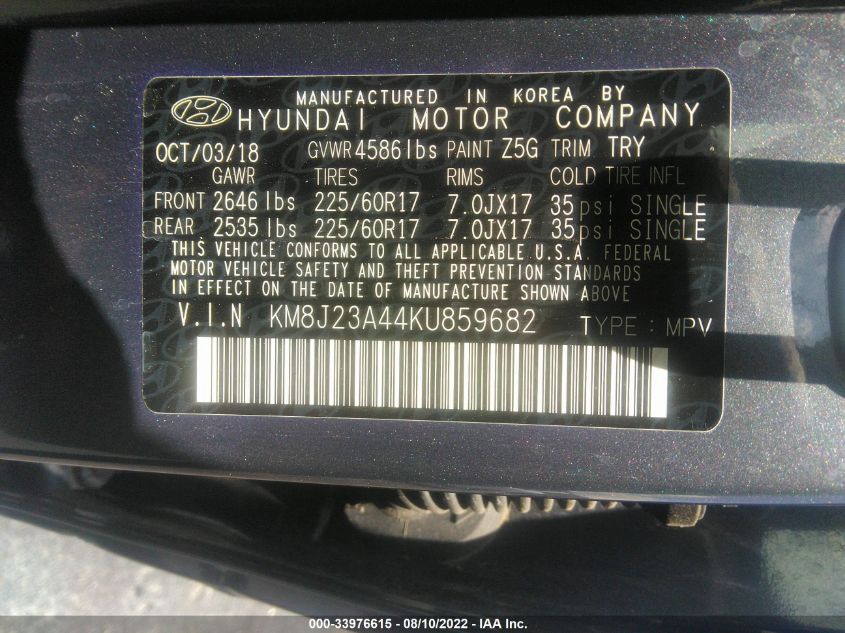 MANUFACTURED IN KOREA BY
HYUNDAI MOTOR COMPANY
OCT/03/18 GVWR 4586 lbs PAINT Z5G TRIM TRY
GAWR TIRES RIMS COLD TIRE INFL
FRONT 2646 lbs 225/60R17 7.0JX17 35 psi SINGLE
REAR 2535 lbs 225/60R17 7.0JX17 35 psi SINGLE
THIS VEHICLE CONFORMS TO ALL APPLICABLE U.S.A. FEDERAL
MOTOR VEHICLE SAFETY AND THEFT PREVENTION STANDARDS
IN EFFECT ON THE DATE OF MANUFACTURE SHOWN ABOVE
V.I.N KM8J23A44KU859682 TYPE : MPV
000-33976615 - 08/10/2022 - IAA Inc.